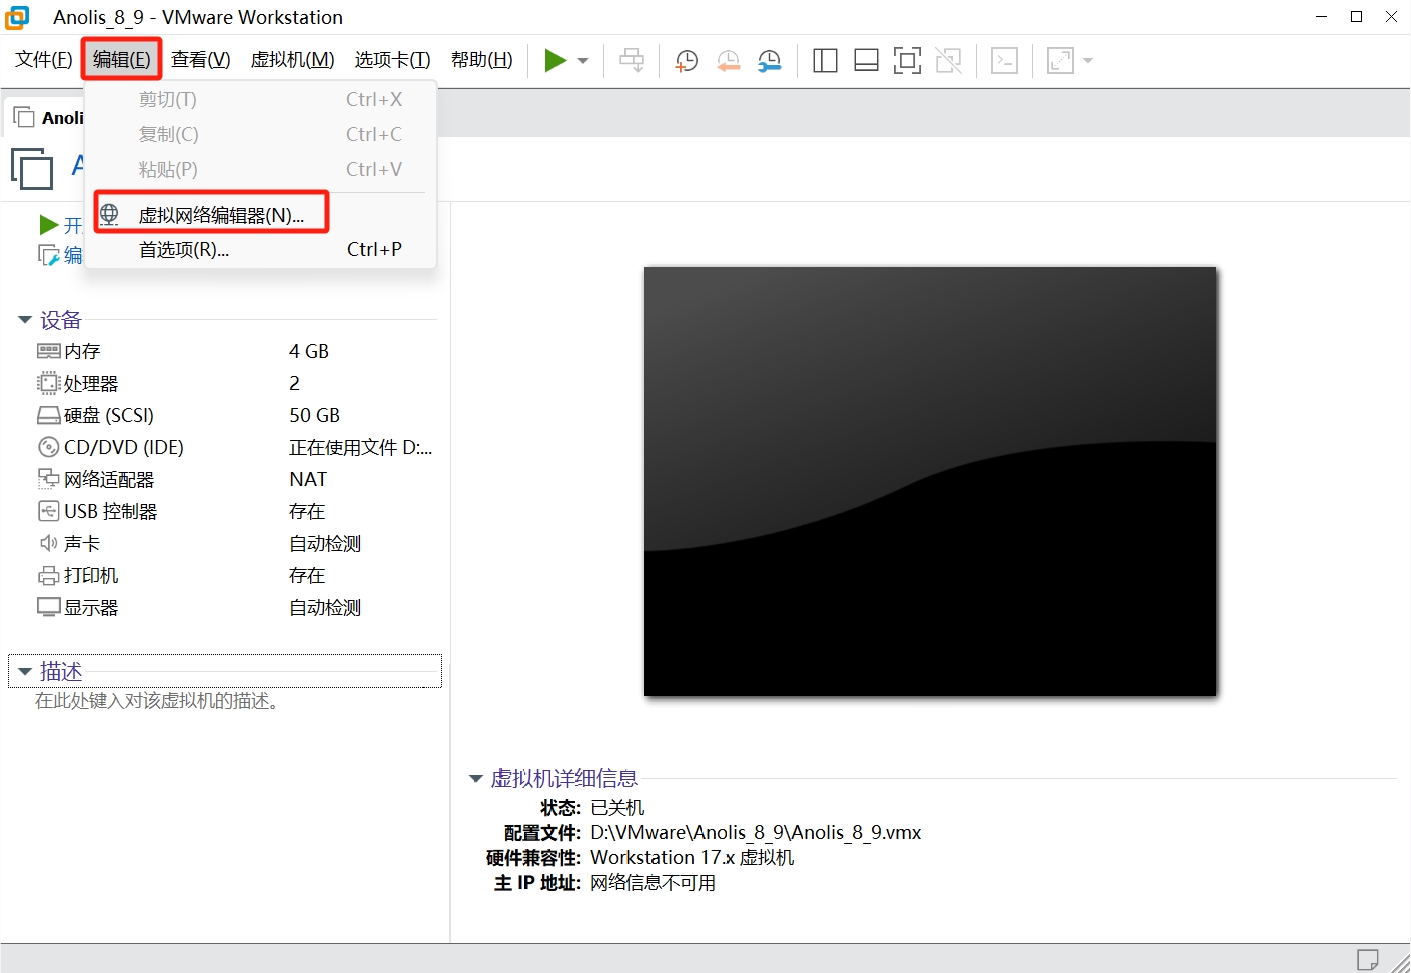 Anolis_8_9 - VMware Workstation
文件(F) 编辑(E) 查看(V) 虚拟机(M) 选项卡(T) 帮助(H)
剪切(T) Ctrl+X
复制(C) Ctrl+C
粘贴(P) Ctrl+V
虚拟网络编辑器(N)...
首选项(R)... Ctrl+P
Anoli
A
开
编
设备
内存 4 GB
处理器 2
硬盘 (SCSI) 50 GB
CD/DVD (IDE) 正在使用文件 D:...
网络适配器 NAT
USB 控制器 存在
声卡 自动检测
打印机 存在
显示器 自动检测
描述
在此处键入对该虚拟机的描述。
虚拟机详细信息
状态: 已关机
配置文件: D:\VMware\Anolis_8_9\Anolis_8_9.vmx
硬件兼容性: Workstation 17.x 虚拟机
主 IP 地址: 网络信息不可用